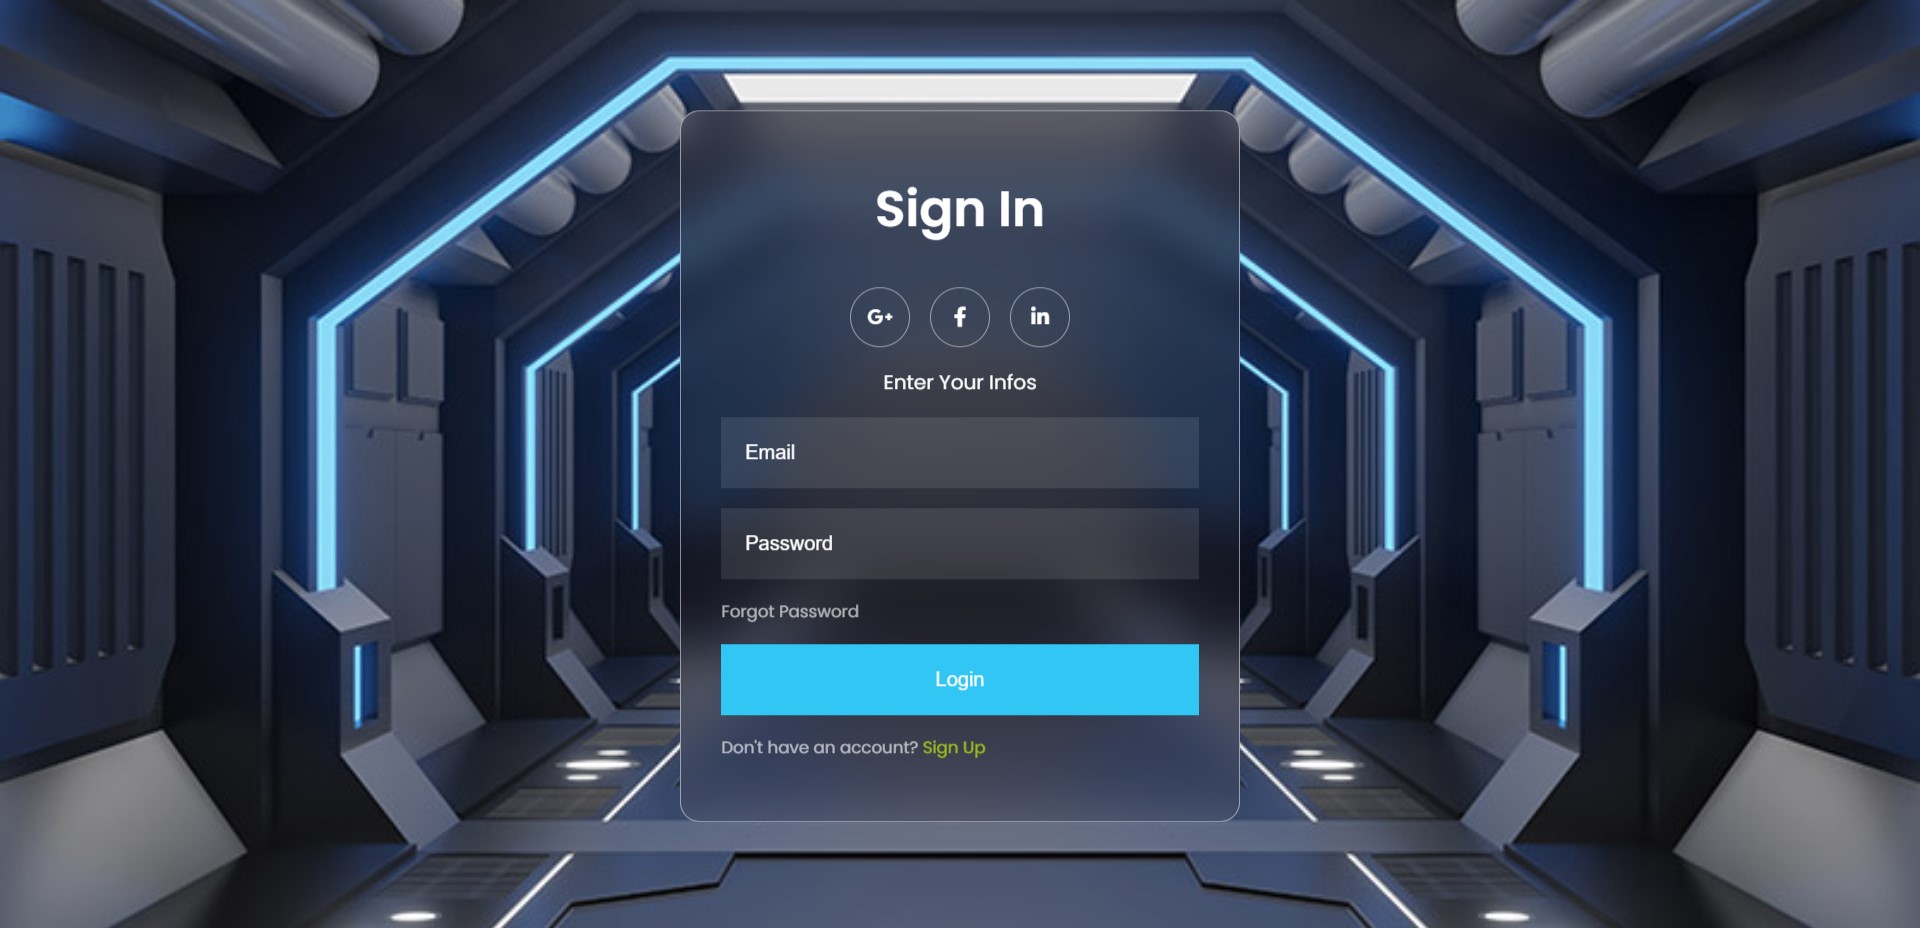 Sign In
G+ f in
Enter Your Infos
Email
Password
Forgot Password
Login
Don't have an account? Sign Up